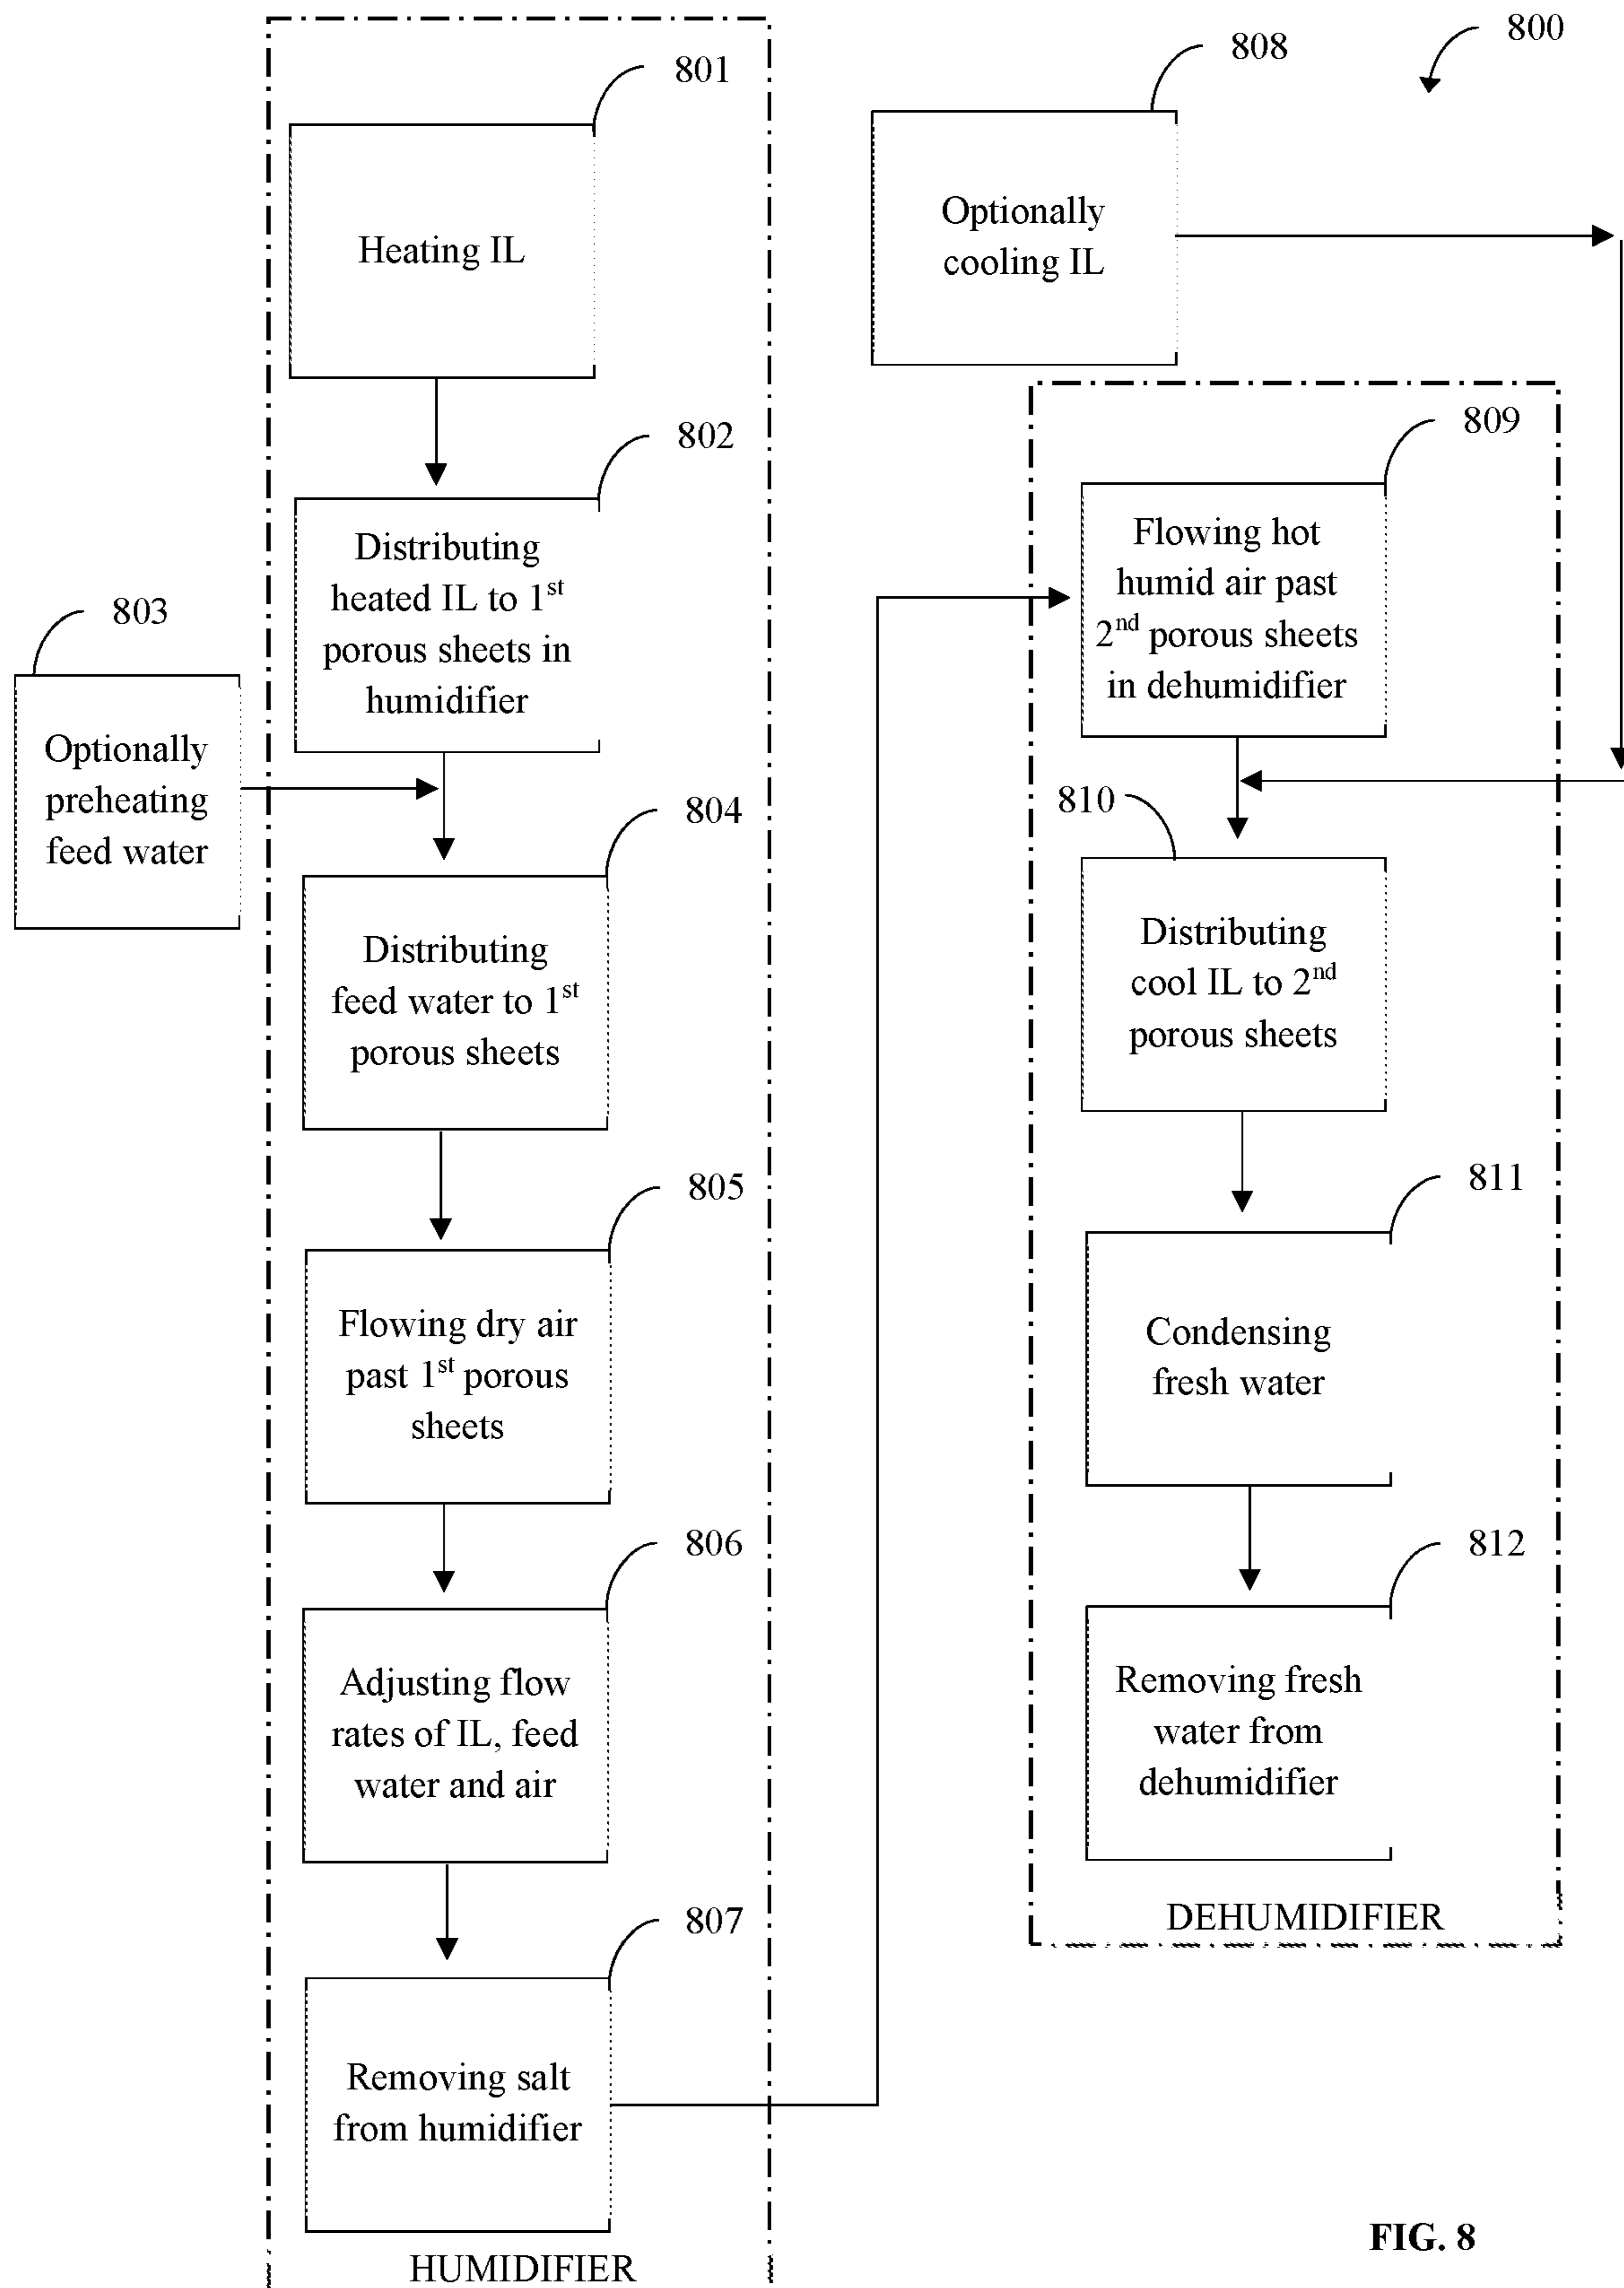 800
808
801
Heating IL
Optionally
cooling IL
802
Distributing
heated IL to 1st
porous sheets in
humidifier
803
Optionally
preheating
feed water
804
Distributing
feed water to 1st
porous sheets
805
Flowing dry air
past 1st porous
sheets
806
Adjusting flow
rates of IL, feed
water and air
807
Removing salt
from humidifier
HUMIDIFIER
809
Flowing hot
humid air past
2nd porous sheets
in dehumidifier
810
Distributing
cool IL to 2nd
porous sheets
811
Condensing
fresh water
812
Removing fresh
water from
dehumidifier
DEHUMIDIFIER
FIG. 8